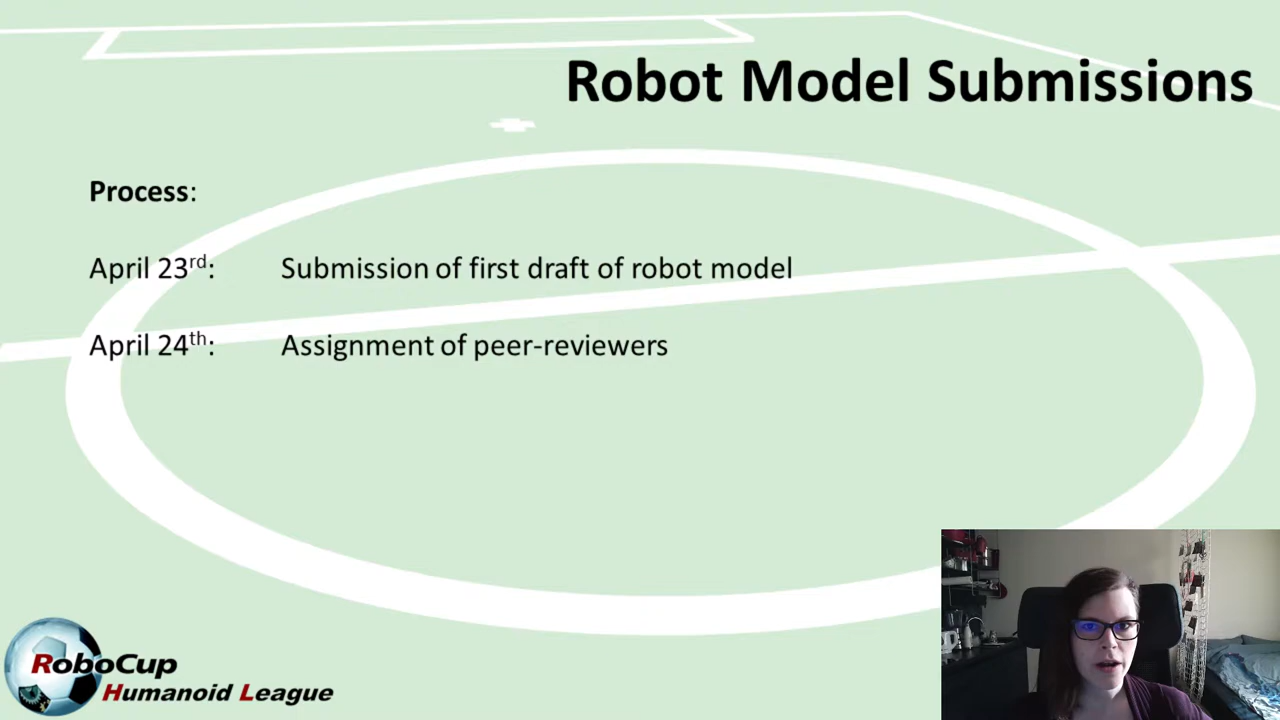 Robot Model Submissions
Process:
April 23rd: Submission of first draft of robot model
April 24th: Assignment of peer-reviewers
RoboCup
Humanoid League